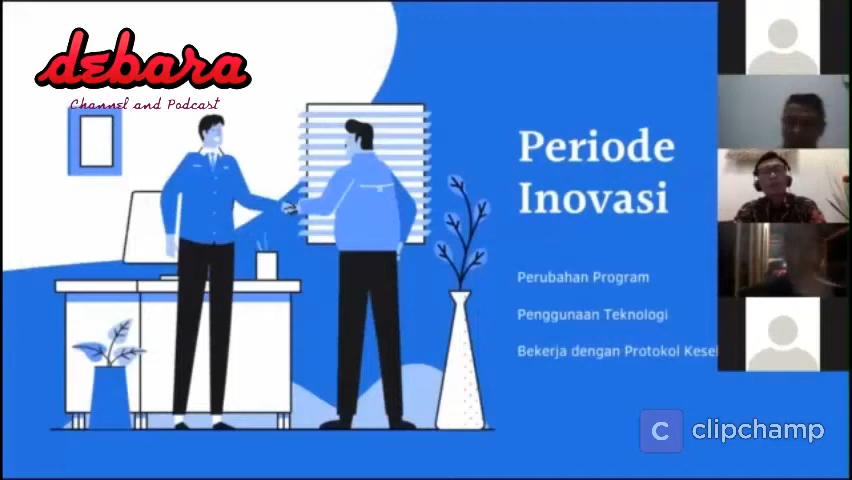 debara
Channel and Podcast
Periode
Inovasi
Perubahan Program
Penggunaan Teknologi
Bekerja dengan Protokol
C clipchamp